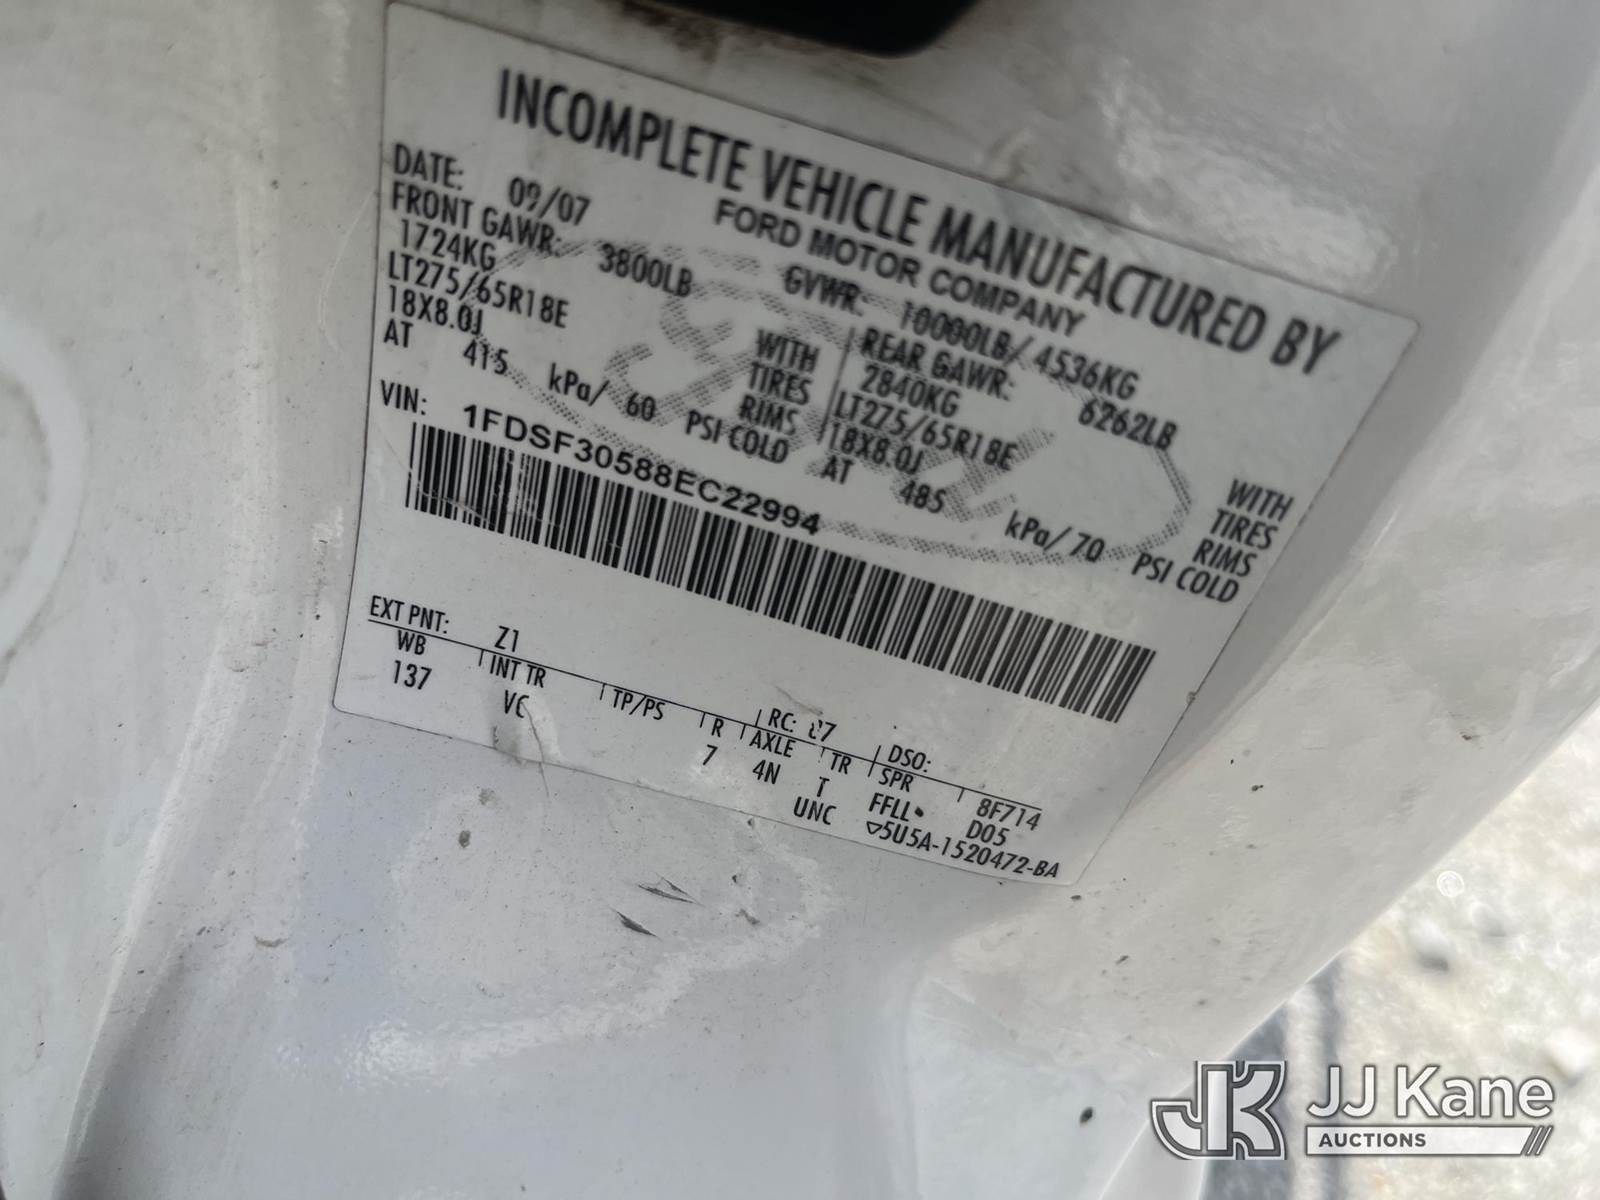 INCOMPLETE VEHICLE MANUFACTURED BY
FORD MOTOR COMPANY
DATE: 09/07 GVWR: 10000LB/ 4536KG
FRONT GAWR: 3800LB REAR GAWR: 6262LB
1724KG WITH 2840KG WITH
LT275/65R18E TIRES LT275/65R18E TIRES
18X8.0J RIMS 18X8.0J RIMS
AT 415 kPa/ 60 PSI COLD AT 485 kPa/ 70 PSI COLD
VIN: 1FDSF30588EC22994
EXT PNT: Z1 RC: 87 DSO:
WB INT TR TP/PS R AXLE TR SPR 8F714
137 VC 7 4N T FFLL D05
UNC ▽5U5A-1520472-BA
JJ Kane
AUCTIONS